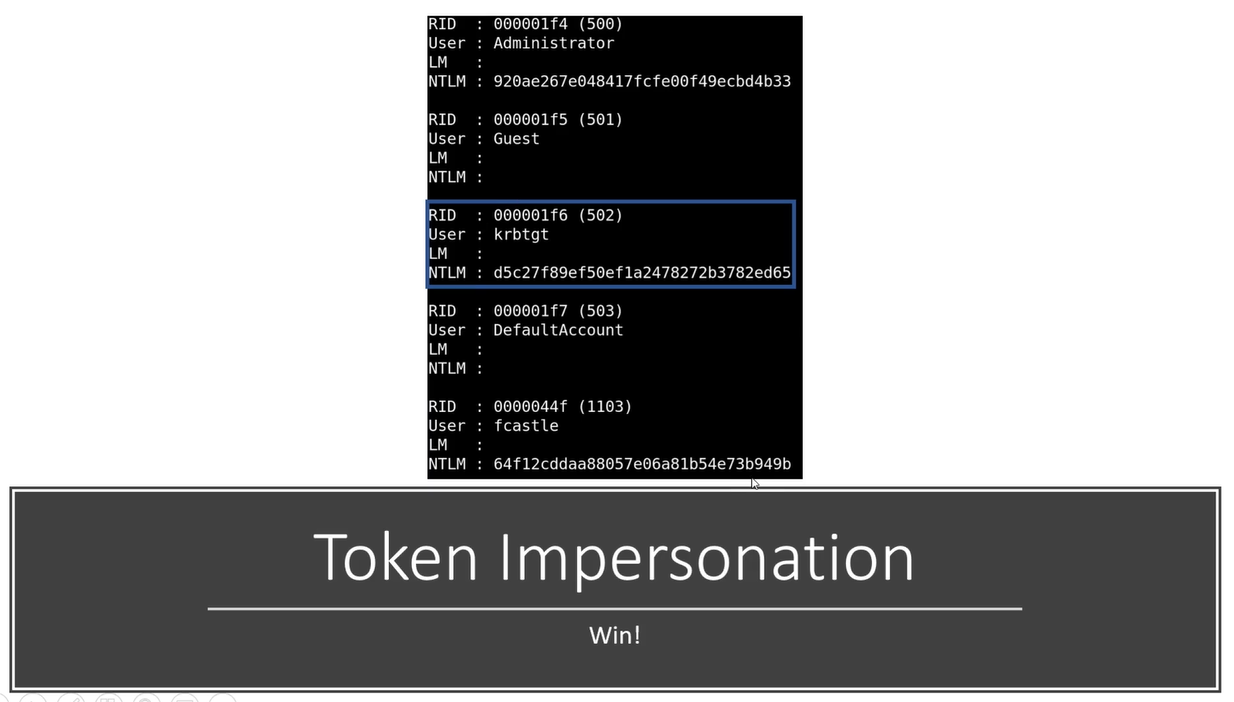 RID  : 000001f4 (500)
User : Administrator
LM   :
NTLM : 920ae267e048417fcfe00f49ecbd4b33
RID  : 000001f5 (501)
User : Guest
LM   :
NTLM :
RID  : 000001f6 (502)
User : krbtgt
LM   :
NTLM : d5c27f89ef50ef1a2478272b3782ed65
RID  : 000001f7 (503)
User : DefaultAccount
LM   :
NTLM :
RID  : 0000044f (1103)
User : fcastle
LM   :
NTLM : 64f12cddaa88057e06a81b54e73b949b
Token Impersonation
Win!